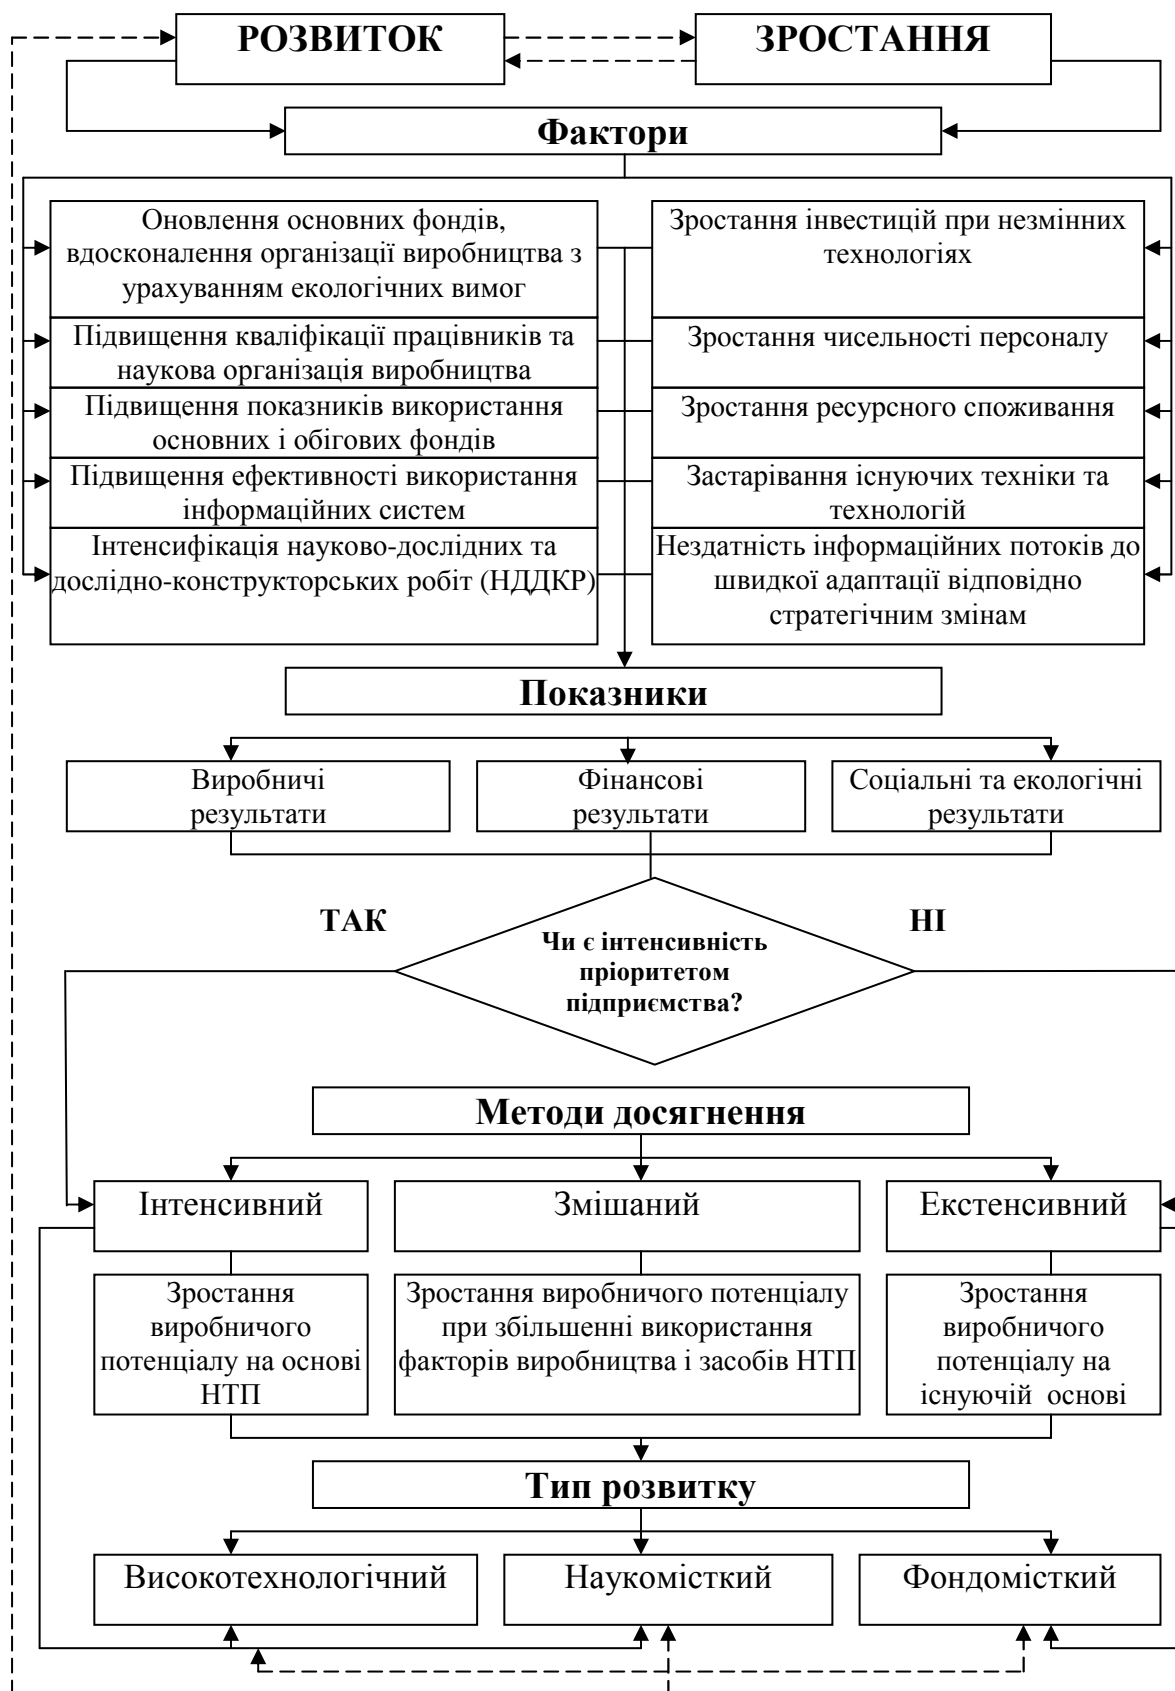 РОЗВИТОК
ЗРОСТАННЯ
Фактори
Оновлення основних фондів,
вдосконалення організації виробництва з
урахуванням екологічних вимог
Зростання інвестицій при незмінних
технологіях
Підвищення кваліфікації працівників та
наукова організація виробництва
Зростання чисельності персоналу
Підвищення показників використання
основних і обігових фондів
Зростання ресурсного споживання
Підвищення ефективності використання
інформаційних систем
Застарівання існуючих техніки та
технологій
Інтенсифікація науково-дослідних та
дослідно-конструкторських робіт (НДДКР)
Нездатність інформаційних потоків до
швидкої адаптації відповідно
стратегічним змінам
Показники
Виробничі
результати
Фінансові
результати
Соціальні та екологічні
результати
ТАК
НІ
Чи є інтенсивність
пріоритетом
підприємства?
Методи досягнення
Інтенсивний
Змішаний
Екстенсивний
Зростання
виробничого
потенціалу на основі
НТП
Зростання виробничого потенціалу
при збільшенні використання
факторів виробництва і засобів НТП
Зростання
виробничого
потенціалу на
існуючій основі
Тип розвитку
Високотехнологічний
Наукомісткий
Фондомісткий